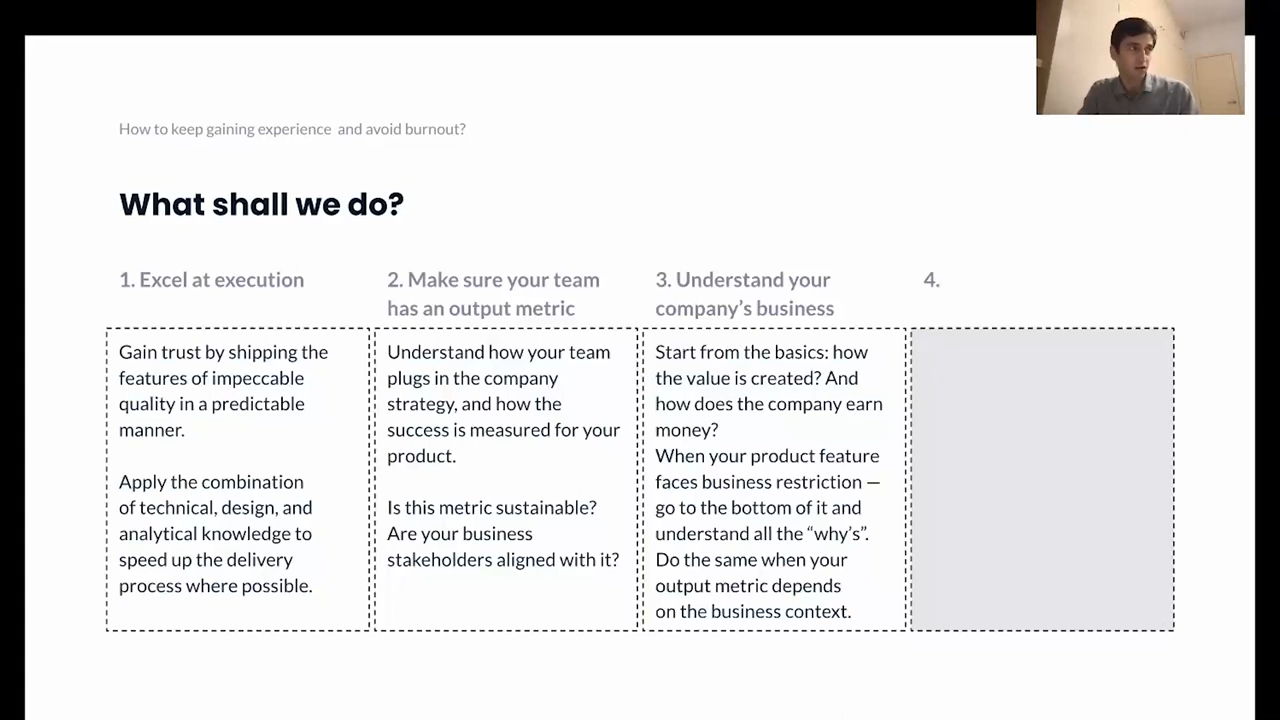 How to keep gaining experience and avoid burnout?
What shall we do?
1. Excel at execution
Gain trust by shipping the
features of impeccable
quality in a predictable
manner.
Apply the combination
of technical, design, and
analytical knowledge to
speed up the delivery
process where possible.
2. Make sure your team
has an output metric
Understand how your team
plugs in the company
strategy, and how the
success is measured for your
product.
Is this metric sustainable?
Are your business
stakeholders aligned with it?
3. Understand your
company’s business
Start from the basics: how
the value is created? And
how does the company earn
money?
When your product feature
faces business restriction —
go to the bottom of it and
understand all the “why’s”.
Do the same when your
output metric depends
on the business context.
4.